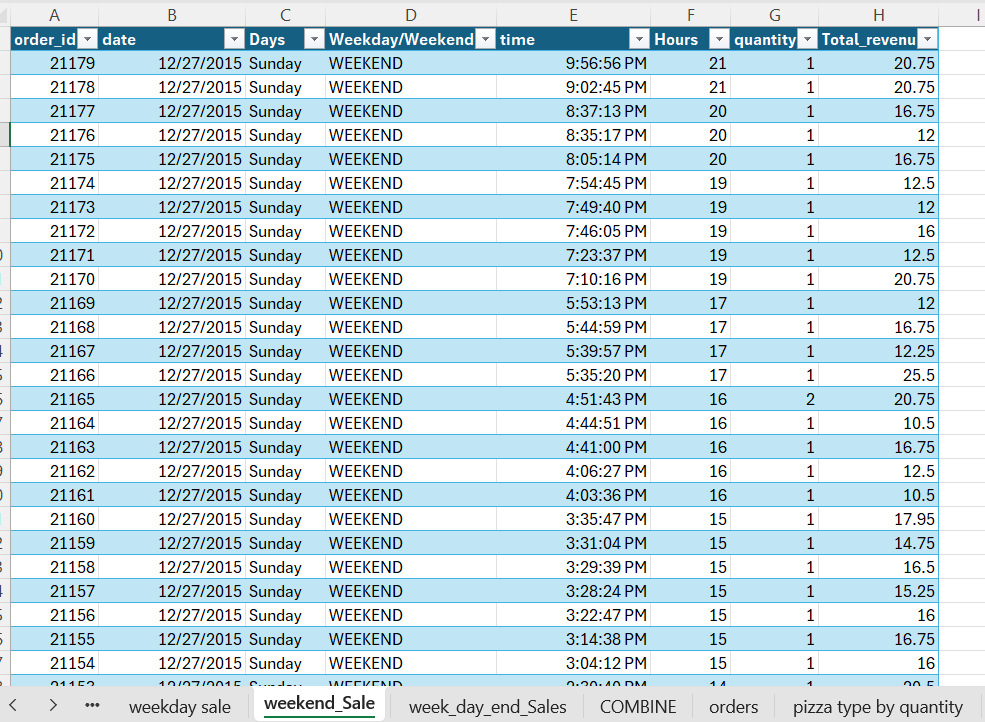 A B C D E F G H I
order_id date Days Weekday/Weekend time Hours quantity Total_revenu
21179 12/27/2015 Sunday WEEKEND 9:56:56 PM 21 1 20.75
21178 12/27/2015 Sunday WEEKEND 9:02:45 PM 21 1 20.75
21177 12/27/2015 Sunday WEEKEND 8:37:13 PM 20 1 16.75
21176 12/27/2015 Sunday WEEKEND 8:35:17 PM 20 1 12
21175 12/27/2015 Sunday WEEKEND 8:05:14 PM 20 1 16.75
21174 12/27/2015 Sunday WEEKEND 7:54:45 PM 19 1 12.5
21173 12/27/2015 Sunday WEEKEND 7:49:40 PM 19 1 12
21172 12/27/2015 Sunday WEEKEND 7:46:05 PM 19 1 16
21171 12/27/2015 Sunday WEEKEND 7:23:37 PM 19 1 12.5
21170 12/27/2015 Sunday WEEKEND 7:10:16 PM 19 1 20.75
21169 12/27/2015 Sunday WEEKEND 5:53:13 PM 17 1 12
21168 12/27/2015 Sunday WEEKEND 5:44:59 PM 17 1 16.75
21167 12/27/2015 Sunday WEEKEND 5:39:57 PM 17 1 12.25
21166 12/27/2015 Sunday WEEKEND 5:35:20 PM 17 1 25.5
21165 12/27/2015 Sunday WEEKEND 4:51:43 PM 16 2 20.75
21164 12/27/2015 Sunday WEEKEND 4:44:51 PM 16 1 10.5
21163 12/27/2015 Sunday WEEKEND 4:41:00 PM 16 1 16.75
21162 12/27/2015 Sunday WEEKEND 4:06:27 PM 16 1 12.5
21161 12/27/2015 Sunday WEEKEND 4:03:36 PM 16 1 10.5
21160 12/27/2015 Sunday WEEKEND 3:35:47 PM 15 1 17.95
21159 12/27/2015 Sunday WEEKEND 3:31:04 PM 15 1 14.75
21158 12/27/2015 Sunday WEEKEND 3:29:39 PM 15 1 16.5
21157 12/27/2015 Sunday WEEKEND 3:28:24 PM 15 1 15.25
21156 12/27/2015 Sunday WEEKEND 3:22:47 PM 15 1 16
21155 12/27/2015 Sunday WEEKEND 3:14:38 PM 15 1 16.75
21154 12/27/2015 Sunday WEEKEND 3:04:12 PM 15 1 16
weekday sale weekend_Sale week_day_end_Sales COMBINE orders pizza type by quantity